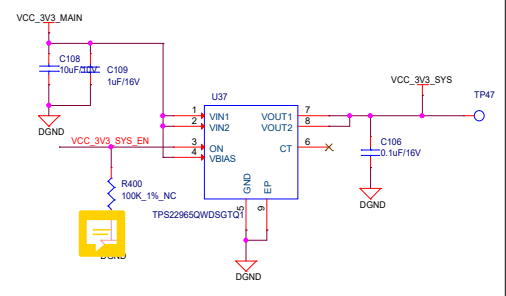 VCC_3V3_MAIN
C108
10uF/10V
C109
1uF/16V
DGND
U37
1
VIN1
VOUT1
7
2
VIN2
VOUT2
8
VCC_3V3_SYS
TP47
VCC_3V3_SYS_EN
3
ON
CT
6
4
VBIAS
C106
0.1uF/16V
DGND
R400
100K_1%_NC
GND
EP
5
9
TPS22965QWDSGTQ1
DGND
DGND